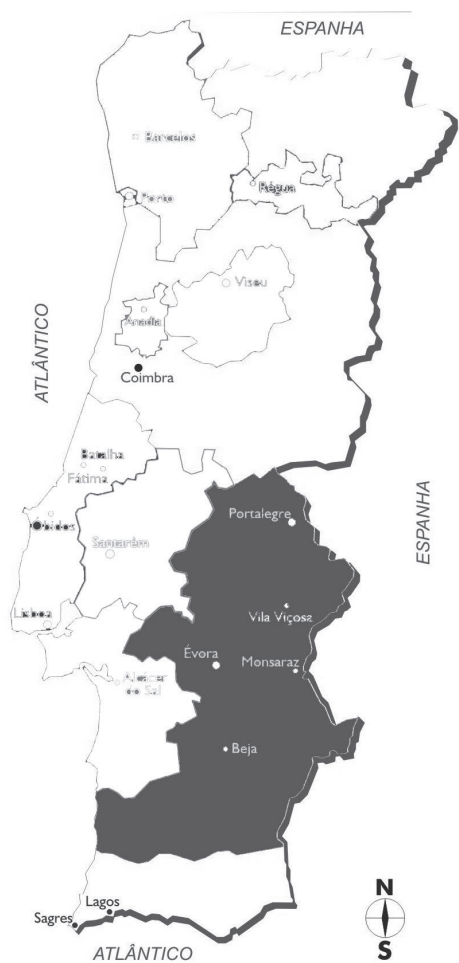 ESPANHA
Barcelos
Régua
Porto
Viseu
ATLÂNTICO
Anadia
Coimbra
Batalha
Fátima
ESPANHA
Portalegre
Óbidos
Santarém
Vila Viçosa
Lisboa
Évora
Monsaraz
Alcácer
do Sal
Beja
N
Lagos
Sagres
S
ATLÂNTICO